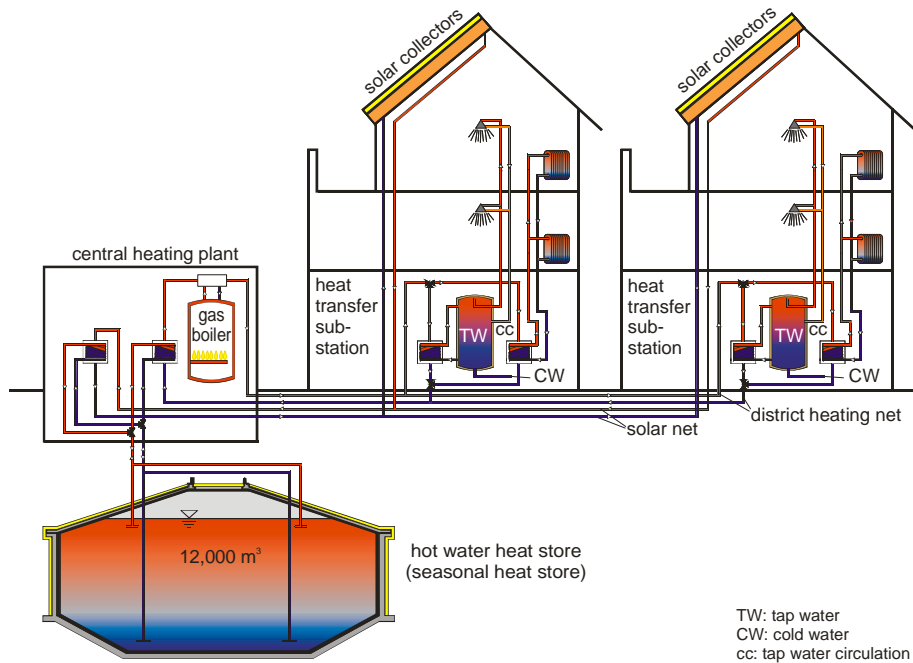 solar collectors
solar collectors
central heating plant
gas
boiler
heat
transfer
sub-
station
TW
cc
CW
heat
transfer
sub-
station
TW
cc
CW
solar net
district heating net
12,000 m³
hot water heat store
(seasonal heat store)
TW: tap water
CW: cold water
cc: tap water circulation